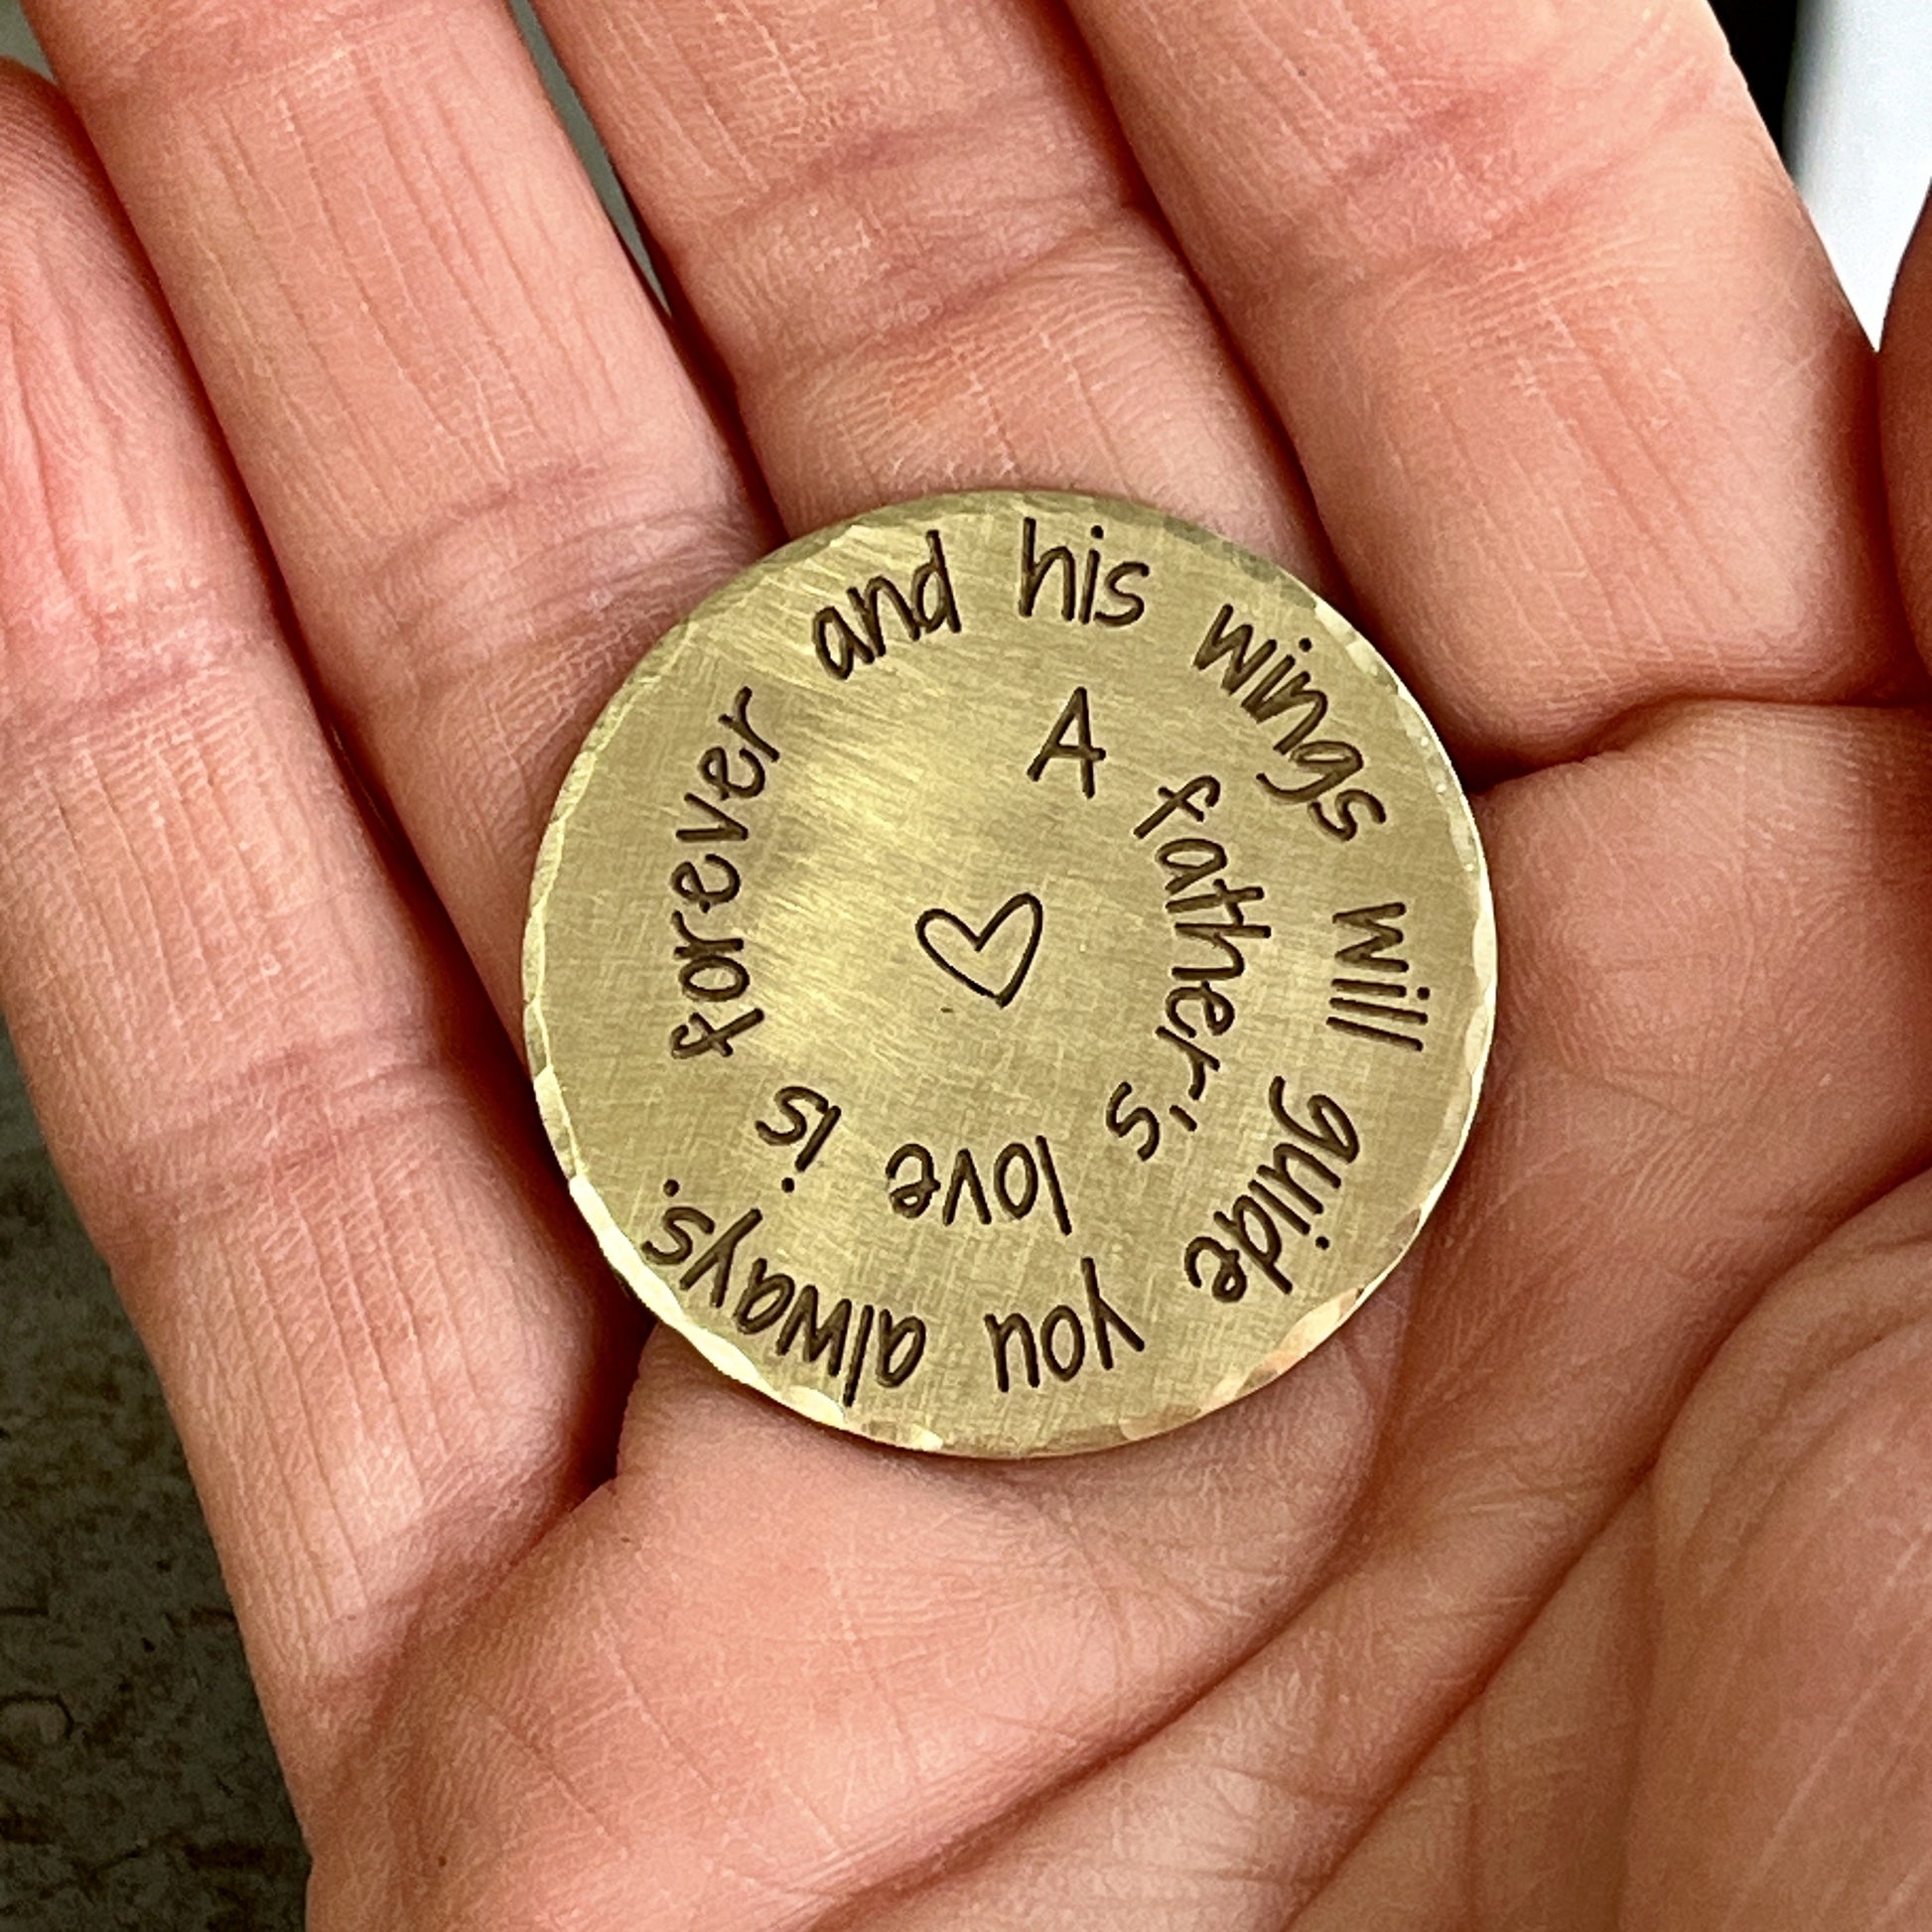 A father's love is forever and his wings will guide you always.